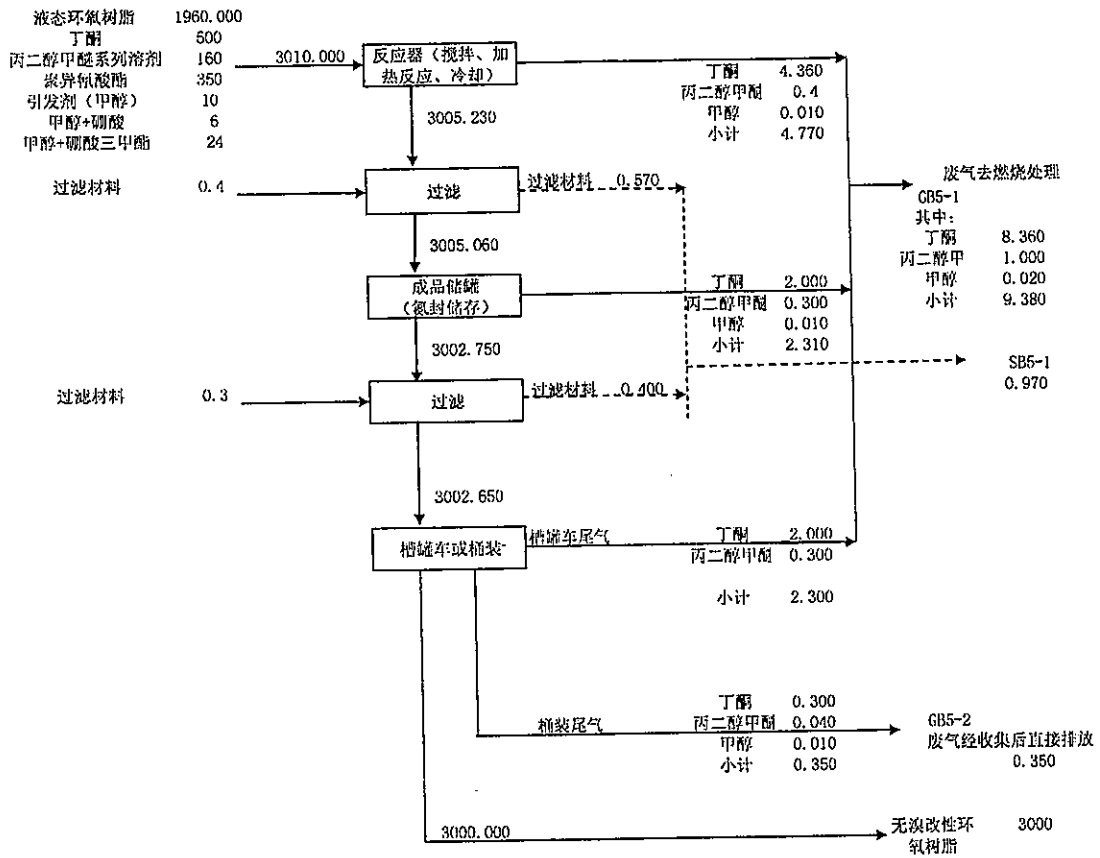 液态环氧树脂 1960.000
丁酮 500
丙二醇甲醚系列溶剂 160
聚异氰酸酯 350
引发剂（甲醇） 10
甲醇+硼酸 6
甲醇+硼酸三甲酯 24
3010.000
反应器（搅拌、加
热反应、冷却）
丁酮 4.360
丙二醇甲醚 0.4
甲醇 0.010
小计 4.770
3005.230
过滤材料 0.4
过滤
过滤材料 0.570
废气去燃烧处理
GB5-1
其中:
丁酮 8.360
丙二醇甲 1.000
甲醇 0.020
小计 9.380
3005.060
成品储罐
（氮封储存）
丁酮 2.000
丙二醇甲醚 0.300
甲醇 0.010
小计 2.310
3002.750
SB5-1
0.970
过滤材料 0.3
过滤
过滤材料 0.400
3002.650
槽罐车或桶装
槽罐车尾气
丁酮 2.000
丙二醇甲醚 0.300
小计 2.300
桶装尾气
丁酮 0.300
丙二醇甲醚 0.040
甲醇 0.010
小计 0.350
GB5-2
废气经收集后直接排放
0.350
3000.000
无溴改性环 3000
氧树脂